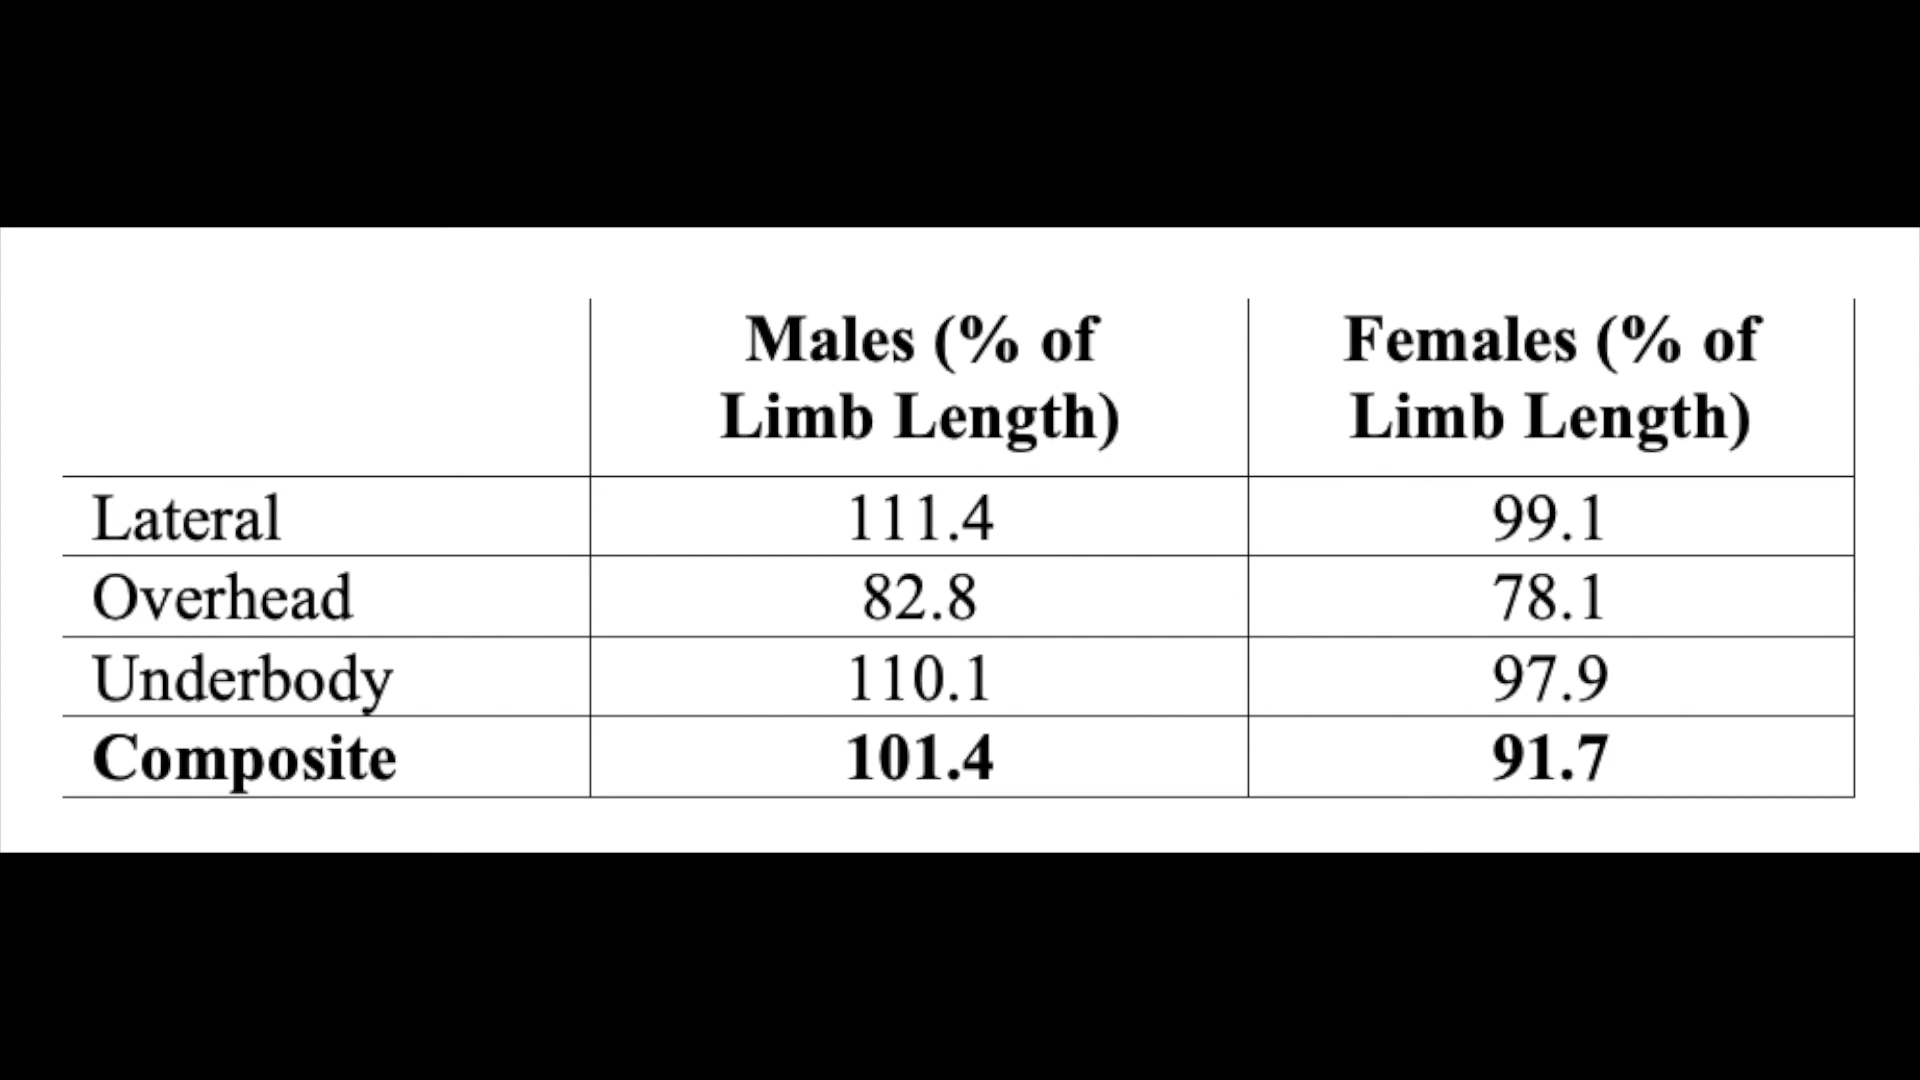 Males (% of Limb Length) Females (% of Limb Length)
Lateral 111.4 99.1
Overhead 82.8 78.1
Underbody 110.1 97.9
Composite 101.4 91.7